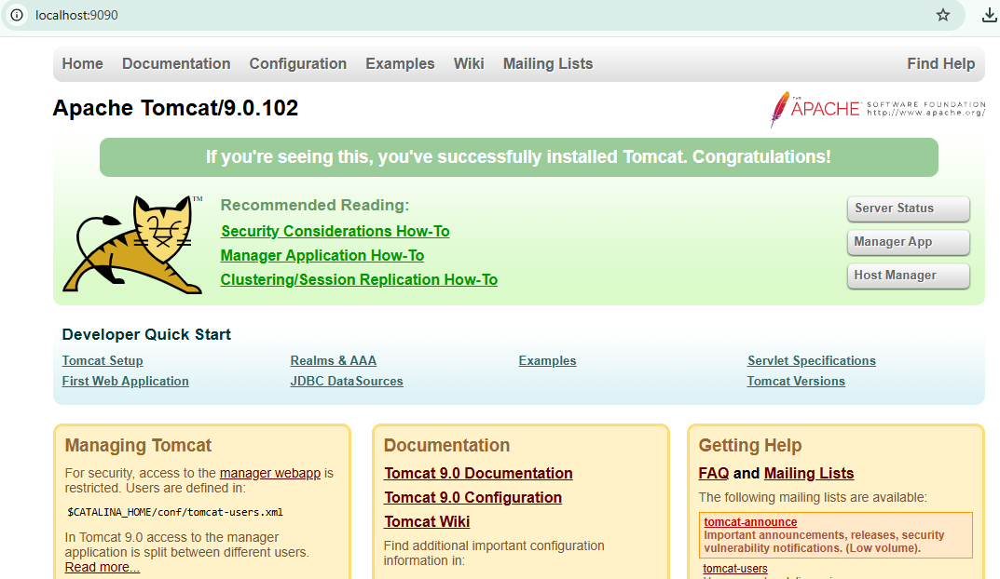 localhost:9090
Home Documentation Configuration Examples Wiki Mailing Lists Find Help
Apache Tomcat/9.0.102
THE
APACHE
SOFTWARE FOUNDATION
http://www.apache.org/
If you're seeing this, you've successfully installed Tomcat. Congratulations!
TM
Recommended Reading:
Security Considerations How-To
Manager Application How-To
Clustering/Session Replication How-To
Server Status
Manager App
Host Manager
Developer Quick Start
Tomcat Setup
First Web Application
Realms & AAA
JDBC DataSources
Examples
Servlet Specifications
Tomcat Versions
Managing Tomcat
For security, access to the manager webapp is
restricted. Users are defined in:
$CATALINA_HOME/conf/tomcat-users.xml
In Tomcat 9.0 access to the manager
application is split between different users.
Read more...
Documentation
Tomcat 9.0 Documentation
Tomcat 9.0 Configuration
Tomcat Wiki
Find additional important configuration
information in:
Getting Help
FAQ and Mailing Lists
The following mailing lists are available:
tomcat-announce
Important announcements, releases, security
vulnerability notifications. (Low volume).
tomcat-users